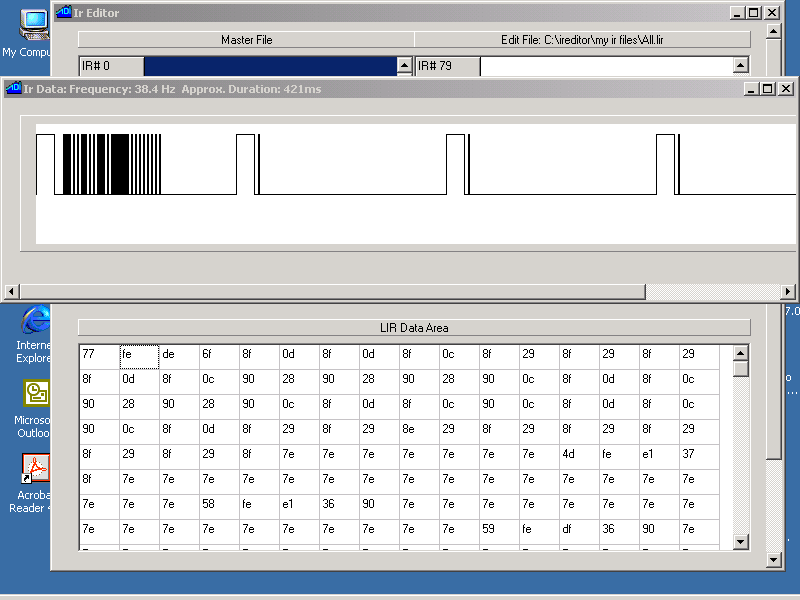 Ir Editor
My Compu
Master File
Edit File: C:\ireditor\my ir files\All.lir
IR# 0
IR# 79
Ir Data: Frequency: 38.4 Hz Approx. Duration: 421ms
7.0
Interne
Explore
LIR Data Area
77 fe de 6f 8f 0d 8f 0d 8f 0c 8f 29 8f 29 8f 29
8f 0d 8f 0c 90 28 90 28 90 28 90 0c 8f 0d 8f 0c
o
...
90 28 90 28 90 0c 8f 0d 8f 0c 90 0c 8f 0d 8f 0c
Microso
Outloo
90 0c 8f 0d 8f 29 8f 29 8e 29 8f 29 8f 29 8f 29
8f 29 8f 29 8f 7e 7e 7e 7e 7e 7e 7e 4d fe e1 37
8f 7e 7e 7e 7e 7e 7e 7e 7e 7e 7e 7e 7e 7e 7e 7e
Acroba
Reader
7e 7e 7e 58 fe e1 36 90 7e 7e 7e 7e 7e 7e 7e 7e
7e 7e 7e 7e 7e 7e 7e 7e 7e 7e 59 fe df 36 90 7e